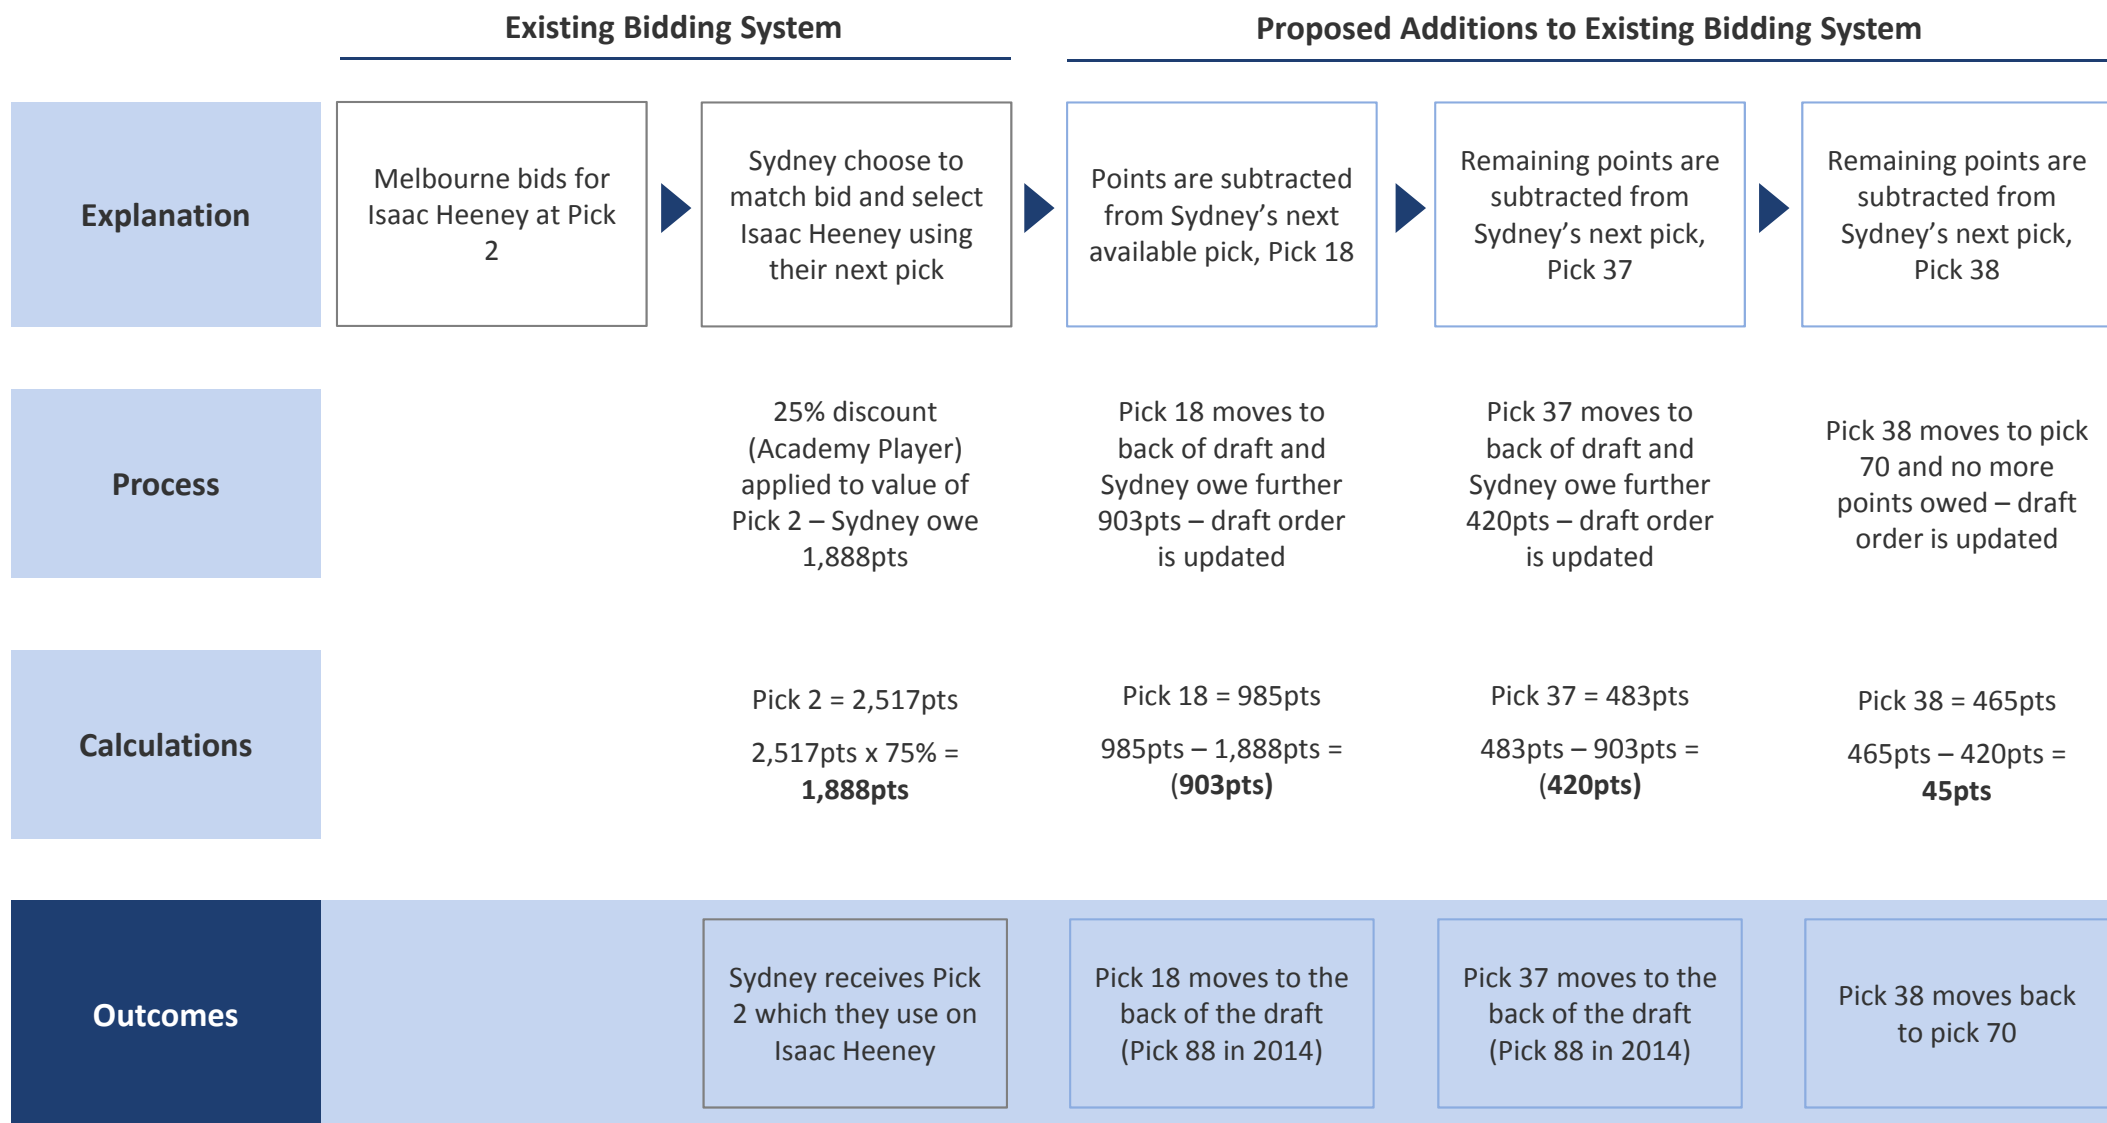 Existing Bidding System
Proposed Additions to Existing Bidding System
Explanation
Melbourne bids for
Isaac Heeney at Pick
2
Sydney choose to
match bid and select
Isaac Heeney using
their next pick
Points are subtracted
from Sydney’s next
available pick, Pick 18
Remaining points are
subtracted from
Sydney’s next pick,
Pick 37
Remaining points are
subtracted from
Sydney’s next pick,
Pick 38
Process
25% discount
(Academy Player)
applied to value of
Pick 2 – Sydney owe
1,888pts
Pick 18 moves to
back of draft and
Sydney owe further
903pts – draft order
is updated
Pick 37 moves to
back of draft and
Sydney owe further
420pts – draft order
is updated
Pick 38 moves to pick
70 and no more
points owed – draft
order is updated
Calculations
Pick 2 = 2,517pts
2,517pts x 75% =
1,888pts
Pick 18 = 985pts
985pts – 1,888pts =
(903pts)
Pick 37 = 483pts
483pts – 903pts =
(420pts)
Pick 38 = 465pts
465pts – 420pts =
45pts
Outcomes
Sydney receives Pick
2 which they use on
Isaac Heeney
Pick 18 moves to the
back of the draft
(Pick 88 in 2014)
Pick 37 moves to the
back of the draft
(Pick 88 in 2014)
Pick 38 moves back
to pick 70